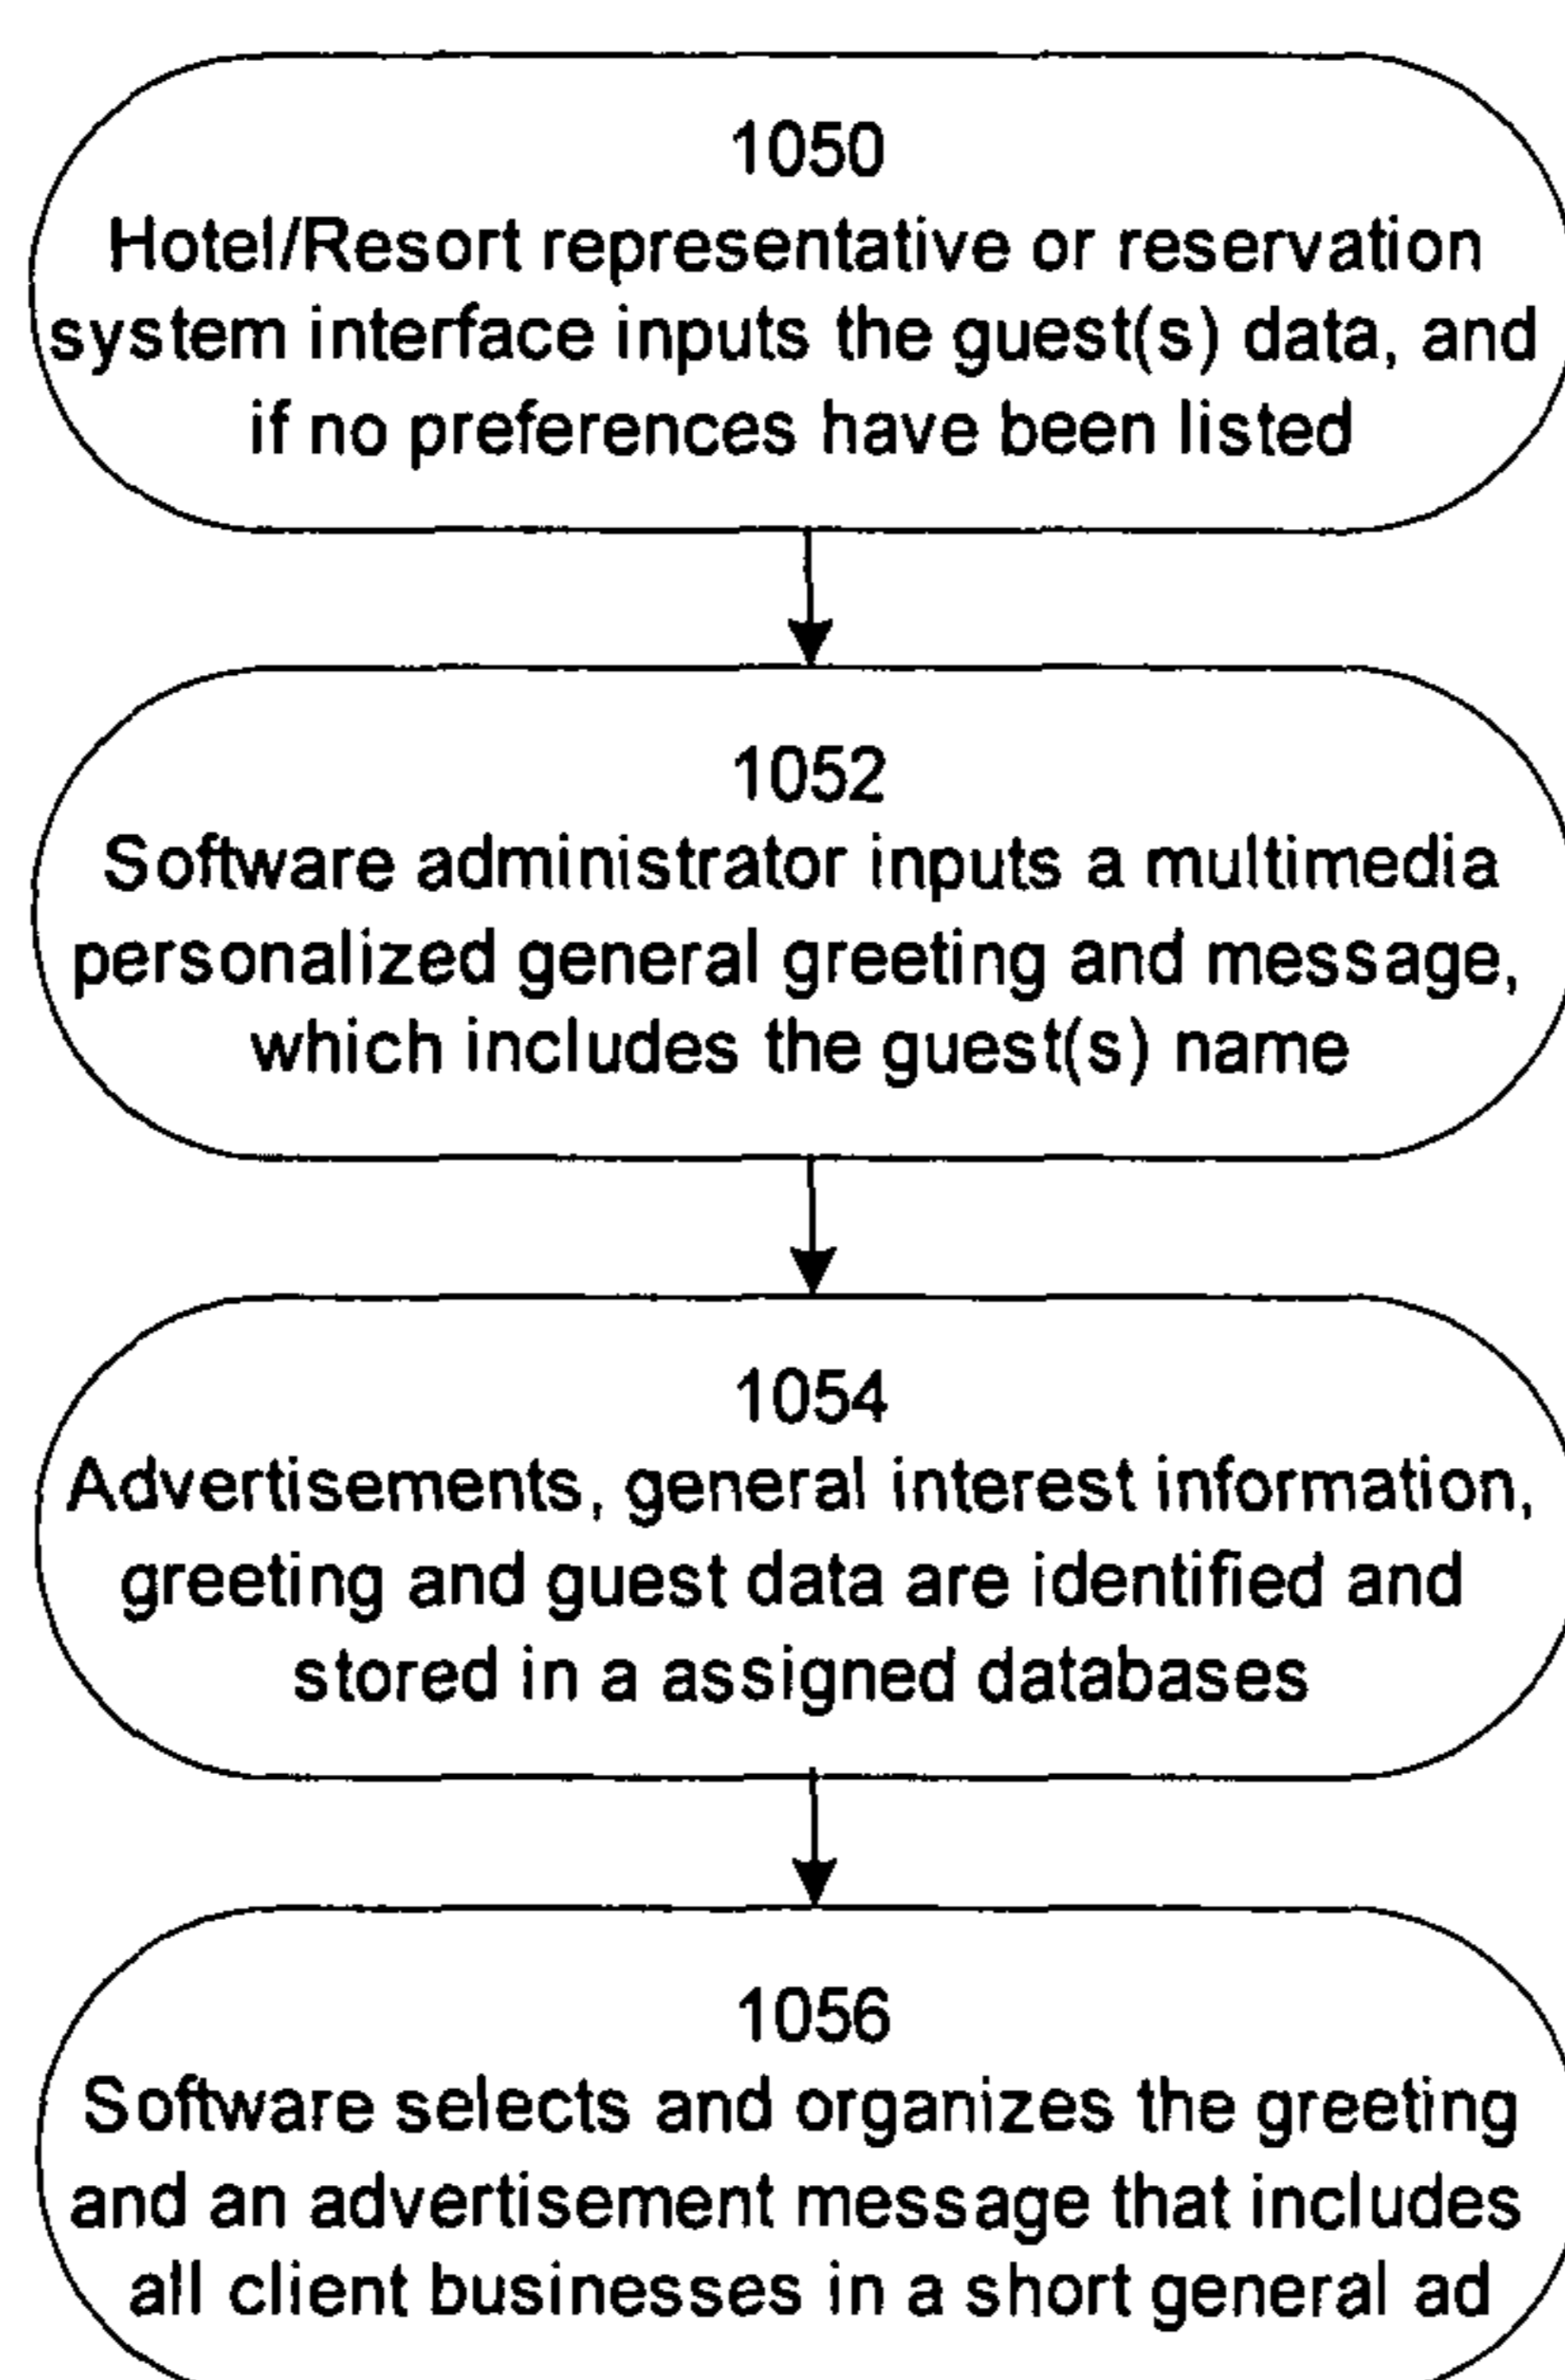 1050
Hotel/Resort representative or reservation
system interface inputs the guest(s) data, and
if no preferences have been listed
1052
Software administrator inputs a multimedia
personalized general greeting and message,
which includes the guest(s) name
1054
Advertisements, general interest information,
greeting and guest data are identified and
stored in a assigned databases
1056
Software selects and organizes the greeting
and an advertisement message that includes
all client businesses in a short general ad